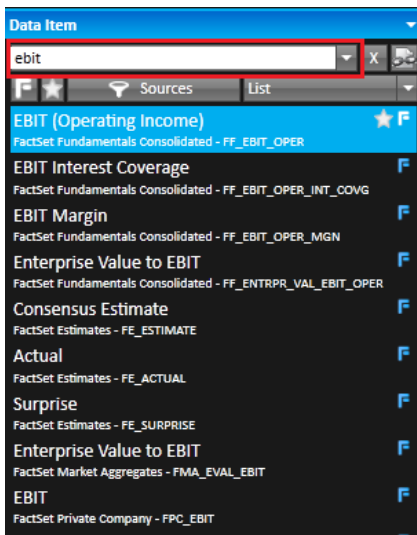 Data Item
ebit
X
F Sources List
EBIT (Operating Income) F
FactSet Fundamentals Consolidated - FF_EBIT_OPER
EBIT Interest Coverage F
FactSet Fundamentals Consolidated - FF_EBIT_OPER_INT_COVG
EBIT Margin F
FactSet Fundamentals Consolidated - FF_EBIT_OPER_MGN
Enterprise Value to EBIT F
FactSet Fundamentals Consolidated - FF_ENTRPR_VAL_EBIT_OPER
Consensus Estimate F
FactSet Estimates - FE_ESTIMATE
Actual F
FactSet Estimates - FE_ACTUAL
Surprise F
FactSet Estimates - FE_SURPRISE
Enterprise Value to EBIT F
FactSet Market Aggregates - FMA_EVAL_EBIT
EBIT F
FactSet Private Company - FPC_EBIT